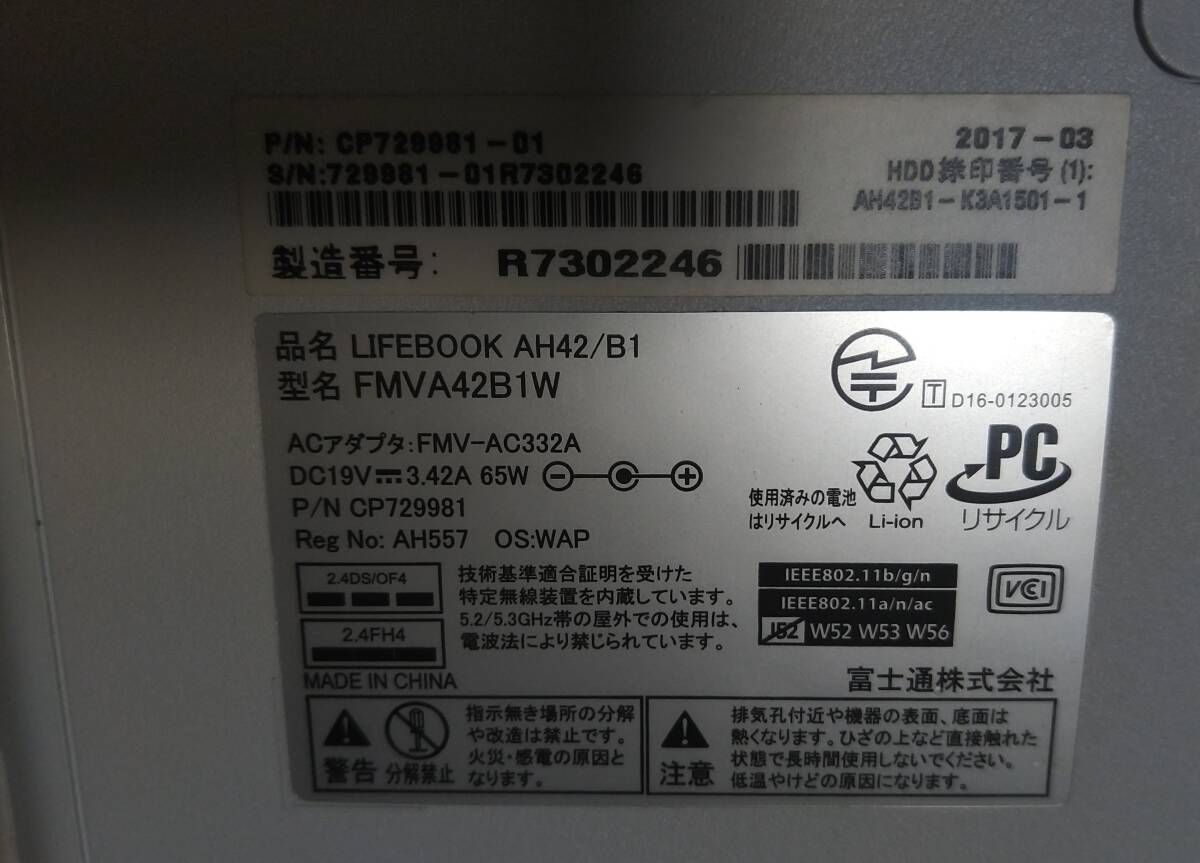 P/N: CP729981-01
S/N:729981-01R7302246
2017-03
HDD捺印番号(1):
AH42B1-K3A1501-1
製造番号: R7302246
品名 LIFEBOOK AH42/B1
型名 FMVA42B1W
T D16-0123005
ACアダプタ:FMV-AC332A
DC19V 3.42A 65W
P/N CP729981
Reg No: AH557 OS:WAP
使用済みの電池
はリサイクルへ
Li-ion
PC
リサイクル
2.4DS/OF4
2.4FH4
技術基準適合証明を受けた
特定無線装置を内蔵しています。
5.2/5.3GHz帯の屋外での使用は、
電波法により禁じられています。
IEEE802.11b/g/n
IEEE802.11a/n/ac
J52 W52 W53 W56
VCI
MADE IN CHINA
富士通株式会社
警告
分解禁止
指示無き場所の分解
や改造は禁止です。
火災・感電の原因と
なります。
注意
排気孔付近や機器の表面、底面は
熱くなります。ひざの上など直接触れた
状態で長時間使用しないでください。
低温やけどの原因になります。